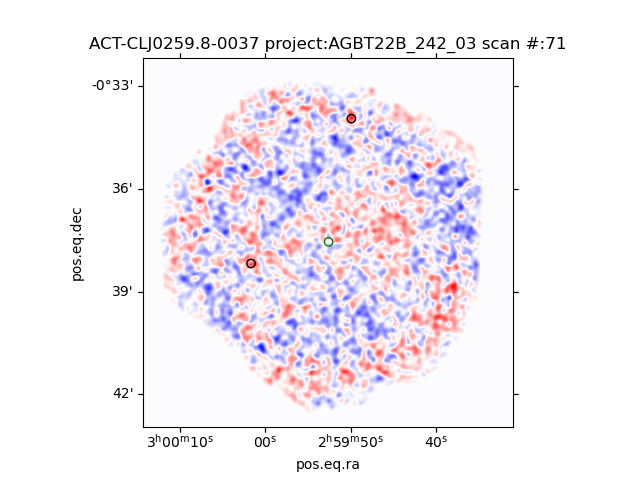 ACT-CLJ0259.8-0037 project:AGBT22B_242_03 scan #:71
-0°33'
36'
39'
42'
pos.eq.dec
3ʰ00ᵐ10ˢ 00ˢ 2ʰ59ᵐ50ˢ 40ˢ
pos.eq.ra